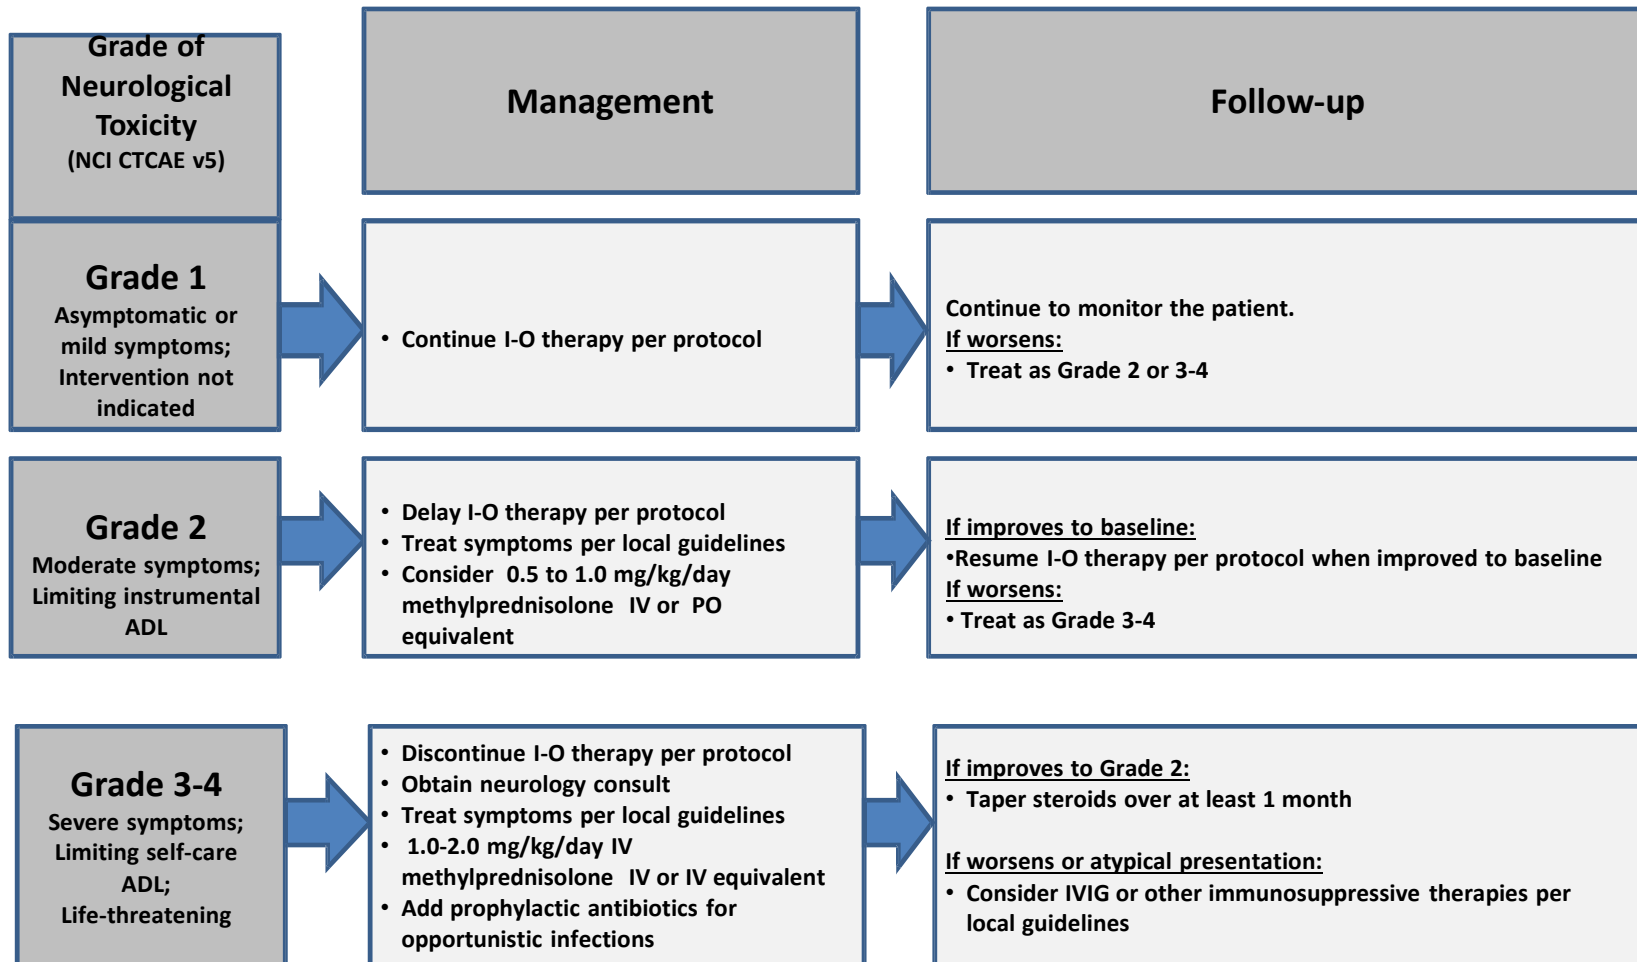 Grade of
Neurological
Toxicity
(NCI CTCAE v5)
Management
Follow-up
Grade 1
Asymptomatic or
mild symptoms;
Intervention not
indicated
• Continue I-O therapy per protocol
Continue to monitor the patient.
If worsens:
• Treat as Grade 2 or 3-4
Grade 2
Moderate symptoms;
Limiting instrumental
ADL
• Delay I-O therapy per protocol
• Treat symptoms per local guidelines
• Consider 0.5 to 1.0 mg/kg/day
methylprednisolone IV or PO
equivalent
If improves to baseline:
•Resume I-O therapy per protocol when improved to baseline
If worsens:
• Treat as Grade 3-4
Grade 3-4
Severe symptoms;
Limiting self-care
ADL;
Life-threatening
• Discontinue I-O therapy per protocol
• Obtain neurology consult
• Treat symptoms per local guidelines
• 1.0-2.0 mg/kg/day IV
methylprednisolone IV or IV equivalent
• Add prophylactic antibiotics for
opportunistic infections
If improves to Grade 2:
• Taper steroids over at least 1 month
If worsens or atypical presentation:
• Consider IVIG or other immunosuppressive therapies per
local guidelines